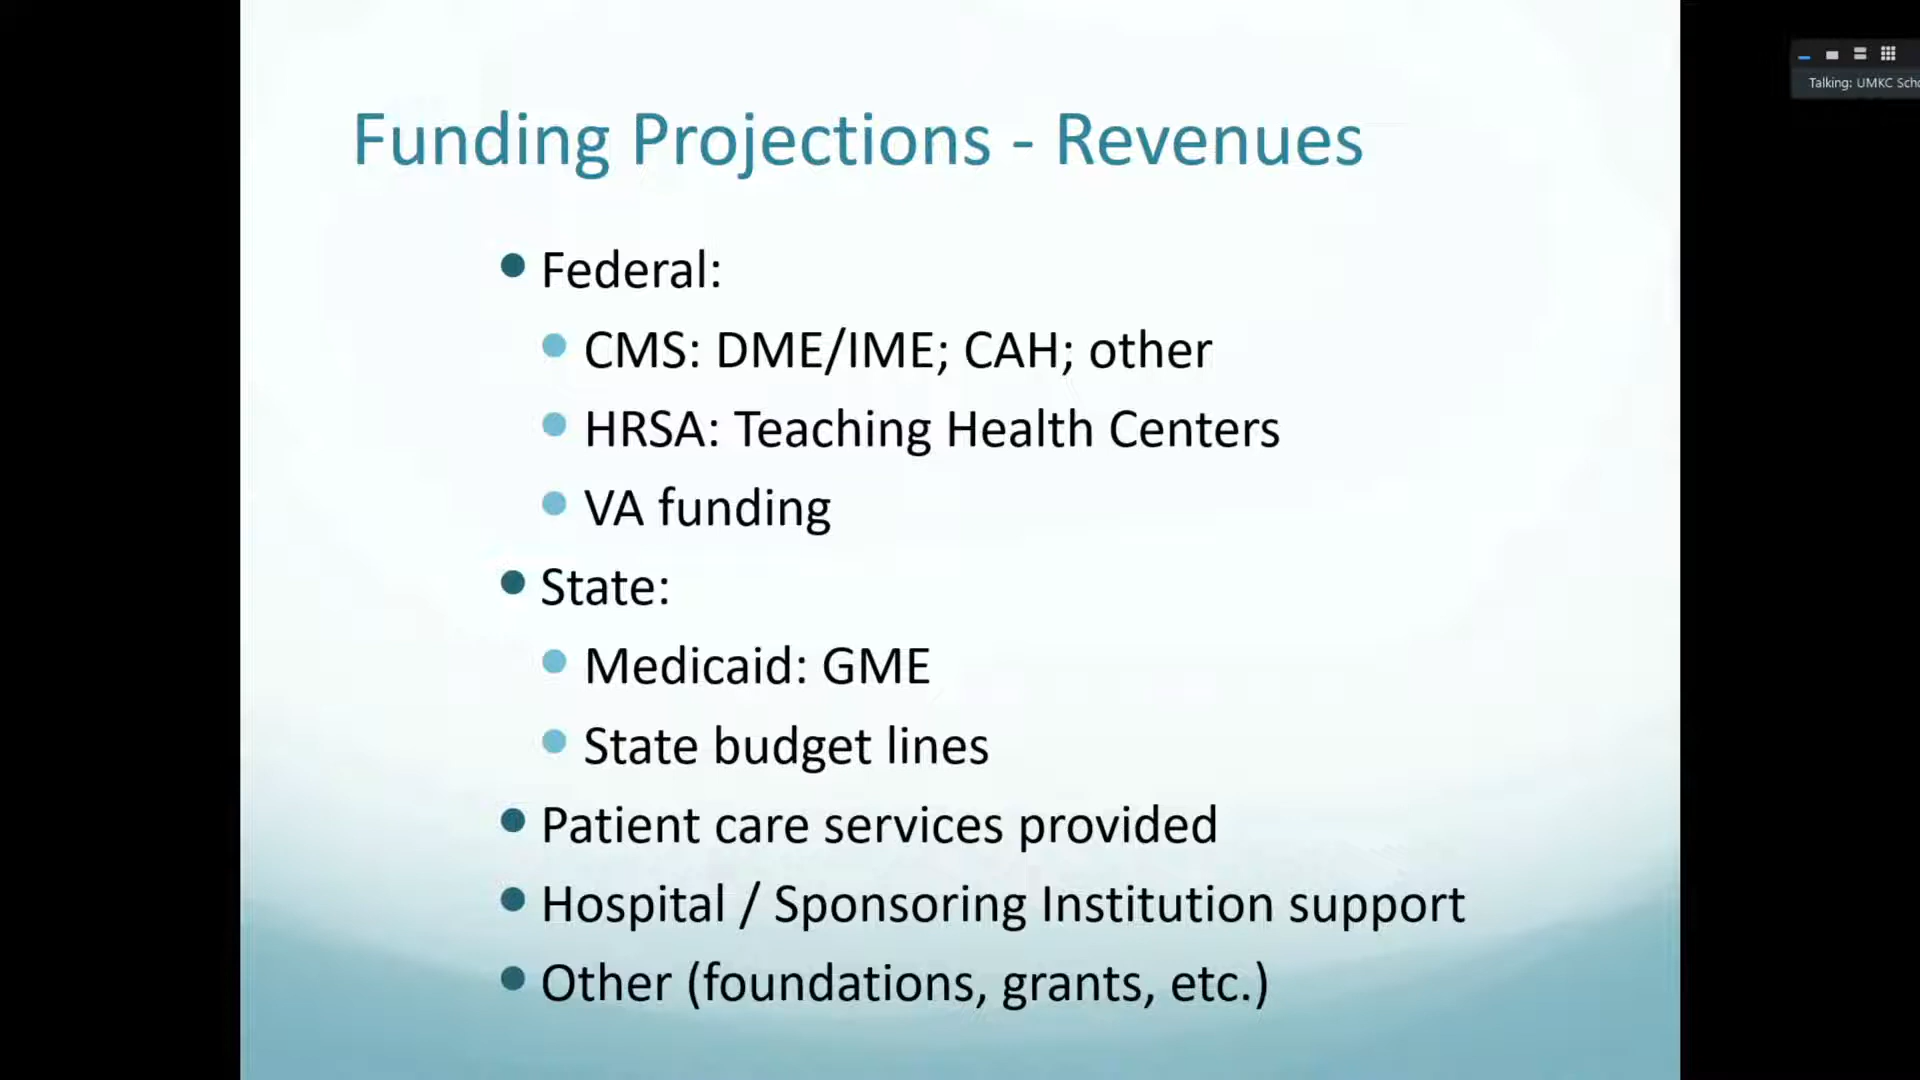 Talking: UMKC Scho
Funding Projections - Revenues
Federal:
CMS: DME/IME; CAH; other
HRSA: Teaching Health Centers
VA funding
State:
Medicaid: GME
State budget lines
Patient care services provided
Hospital / Sponsoring Institution support
Other (foundations, grants, etc.)